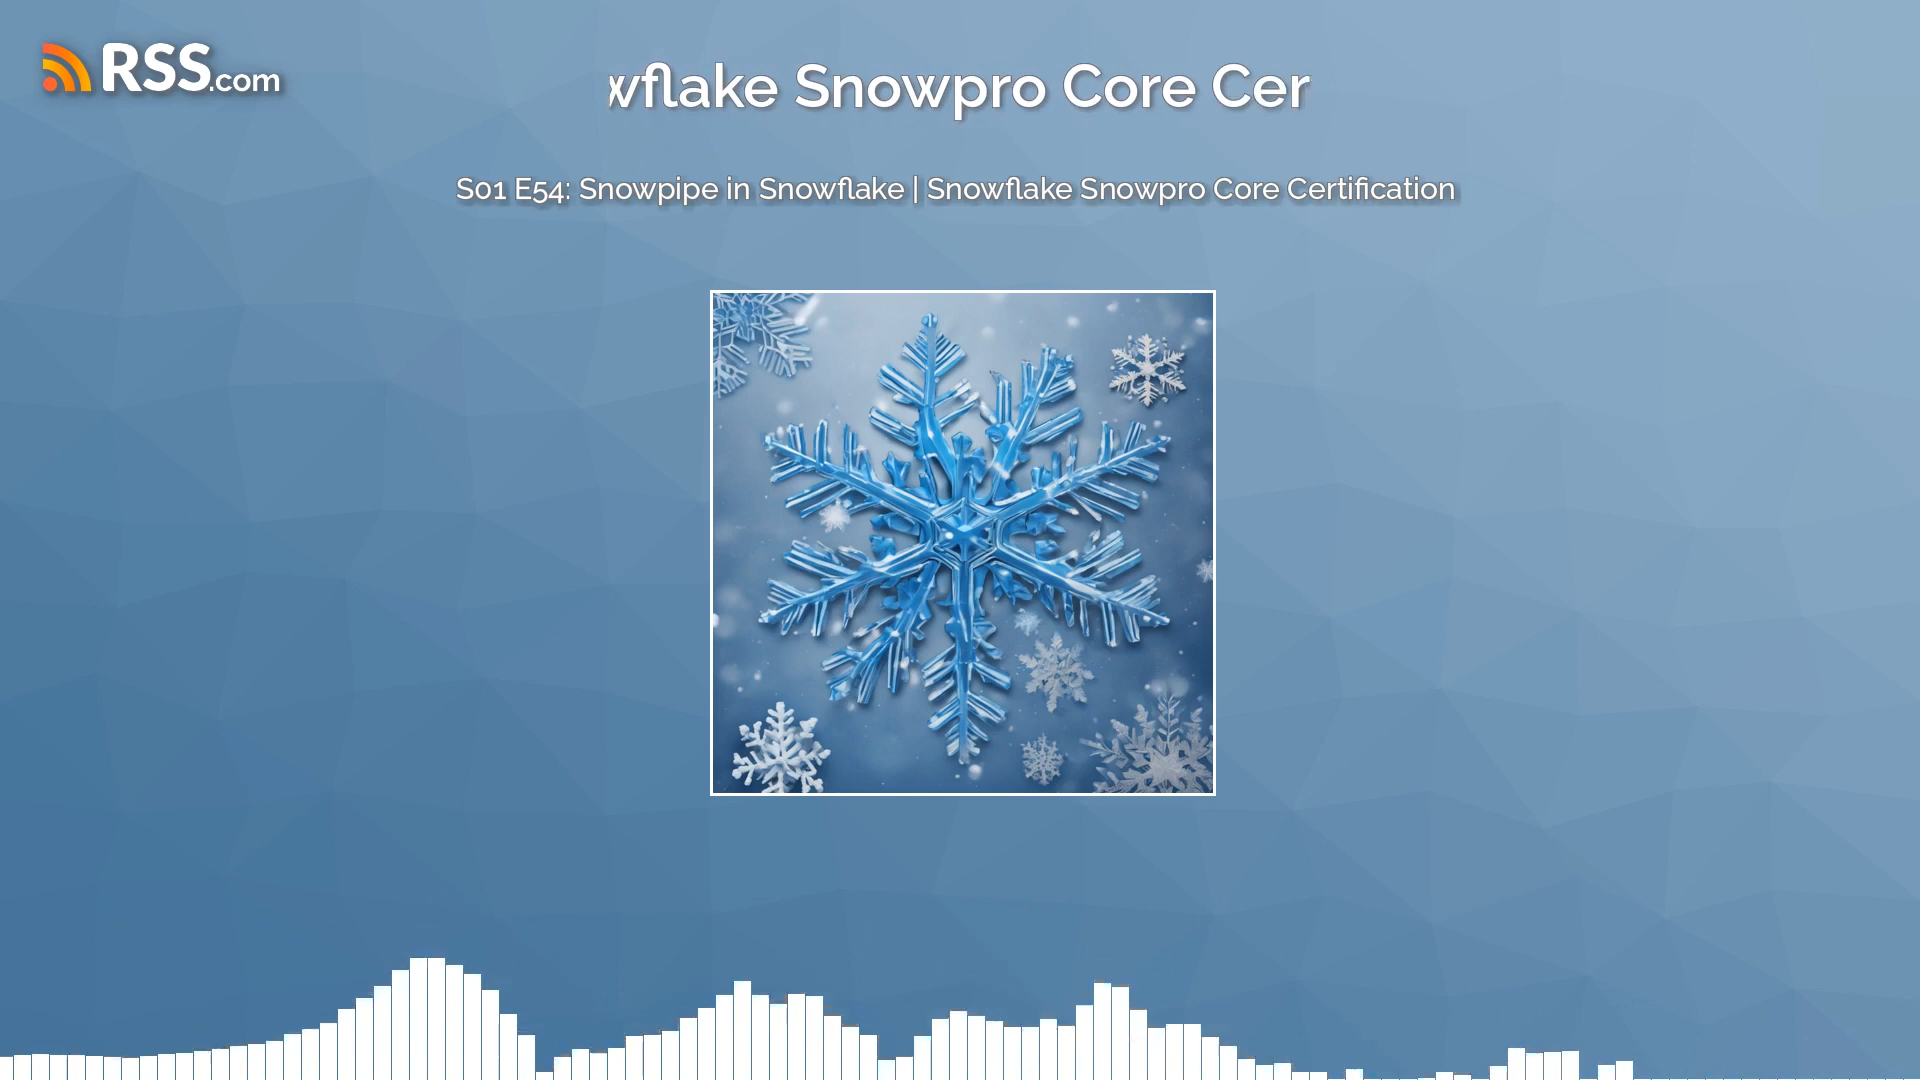 RSS.com
wflake Snowpro Core Cer
S01 E54: Snowpipe in Snowflake | Snowflake Snowpro Core Certification